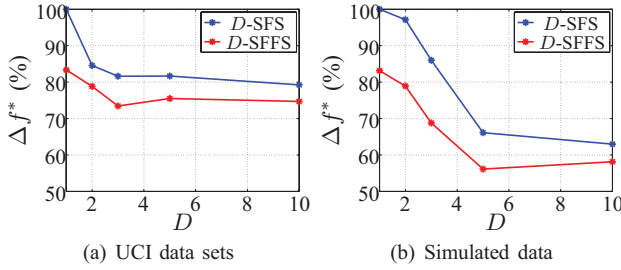 100
90
80
70
60
50
Δf* (%)
D-SFS
D-SFFS
2
4
6
8
10
D
(a) UCI data sets
100
90
80
70
60
50
Δf* (%)
D-SFS
D-SFFS
2
4
6
8
10
D
(b) Simulated data